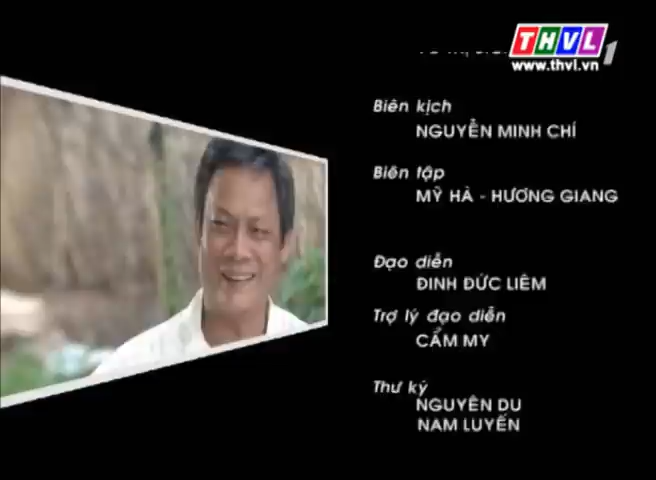 THVL1
www.thvl.vn
Biên kịch
NGUYỄN MINH CHÍ
Biên tập
MỸ HÀ - HƯƠNG GIANG
Đạo diễn
ĐINH ĐỨC LIÊM
Trợ lý đạo diễn
CẨM MY
Thư ký
NGUYÊN DU
NAM LUYẾN